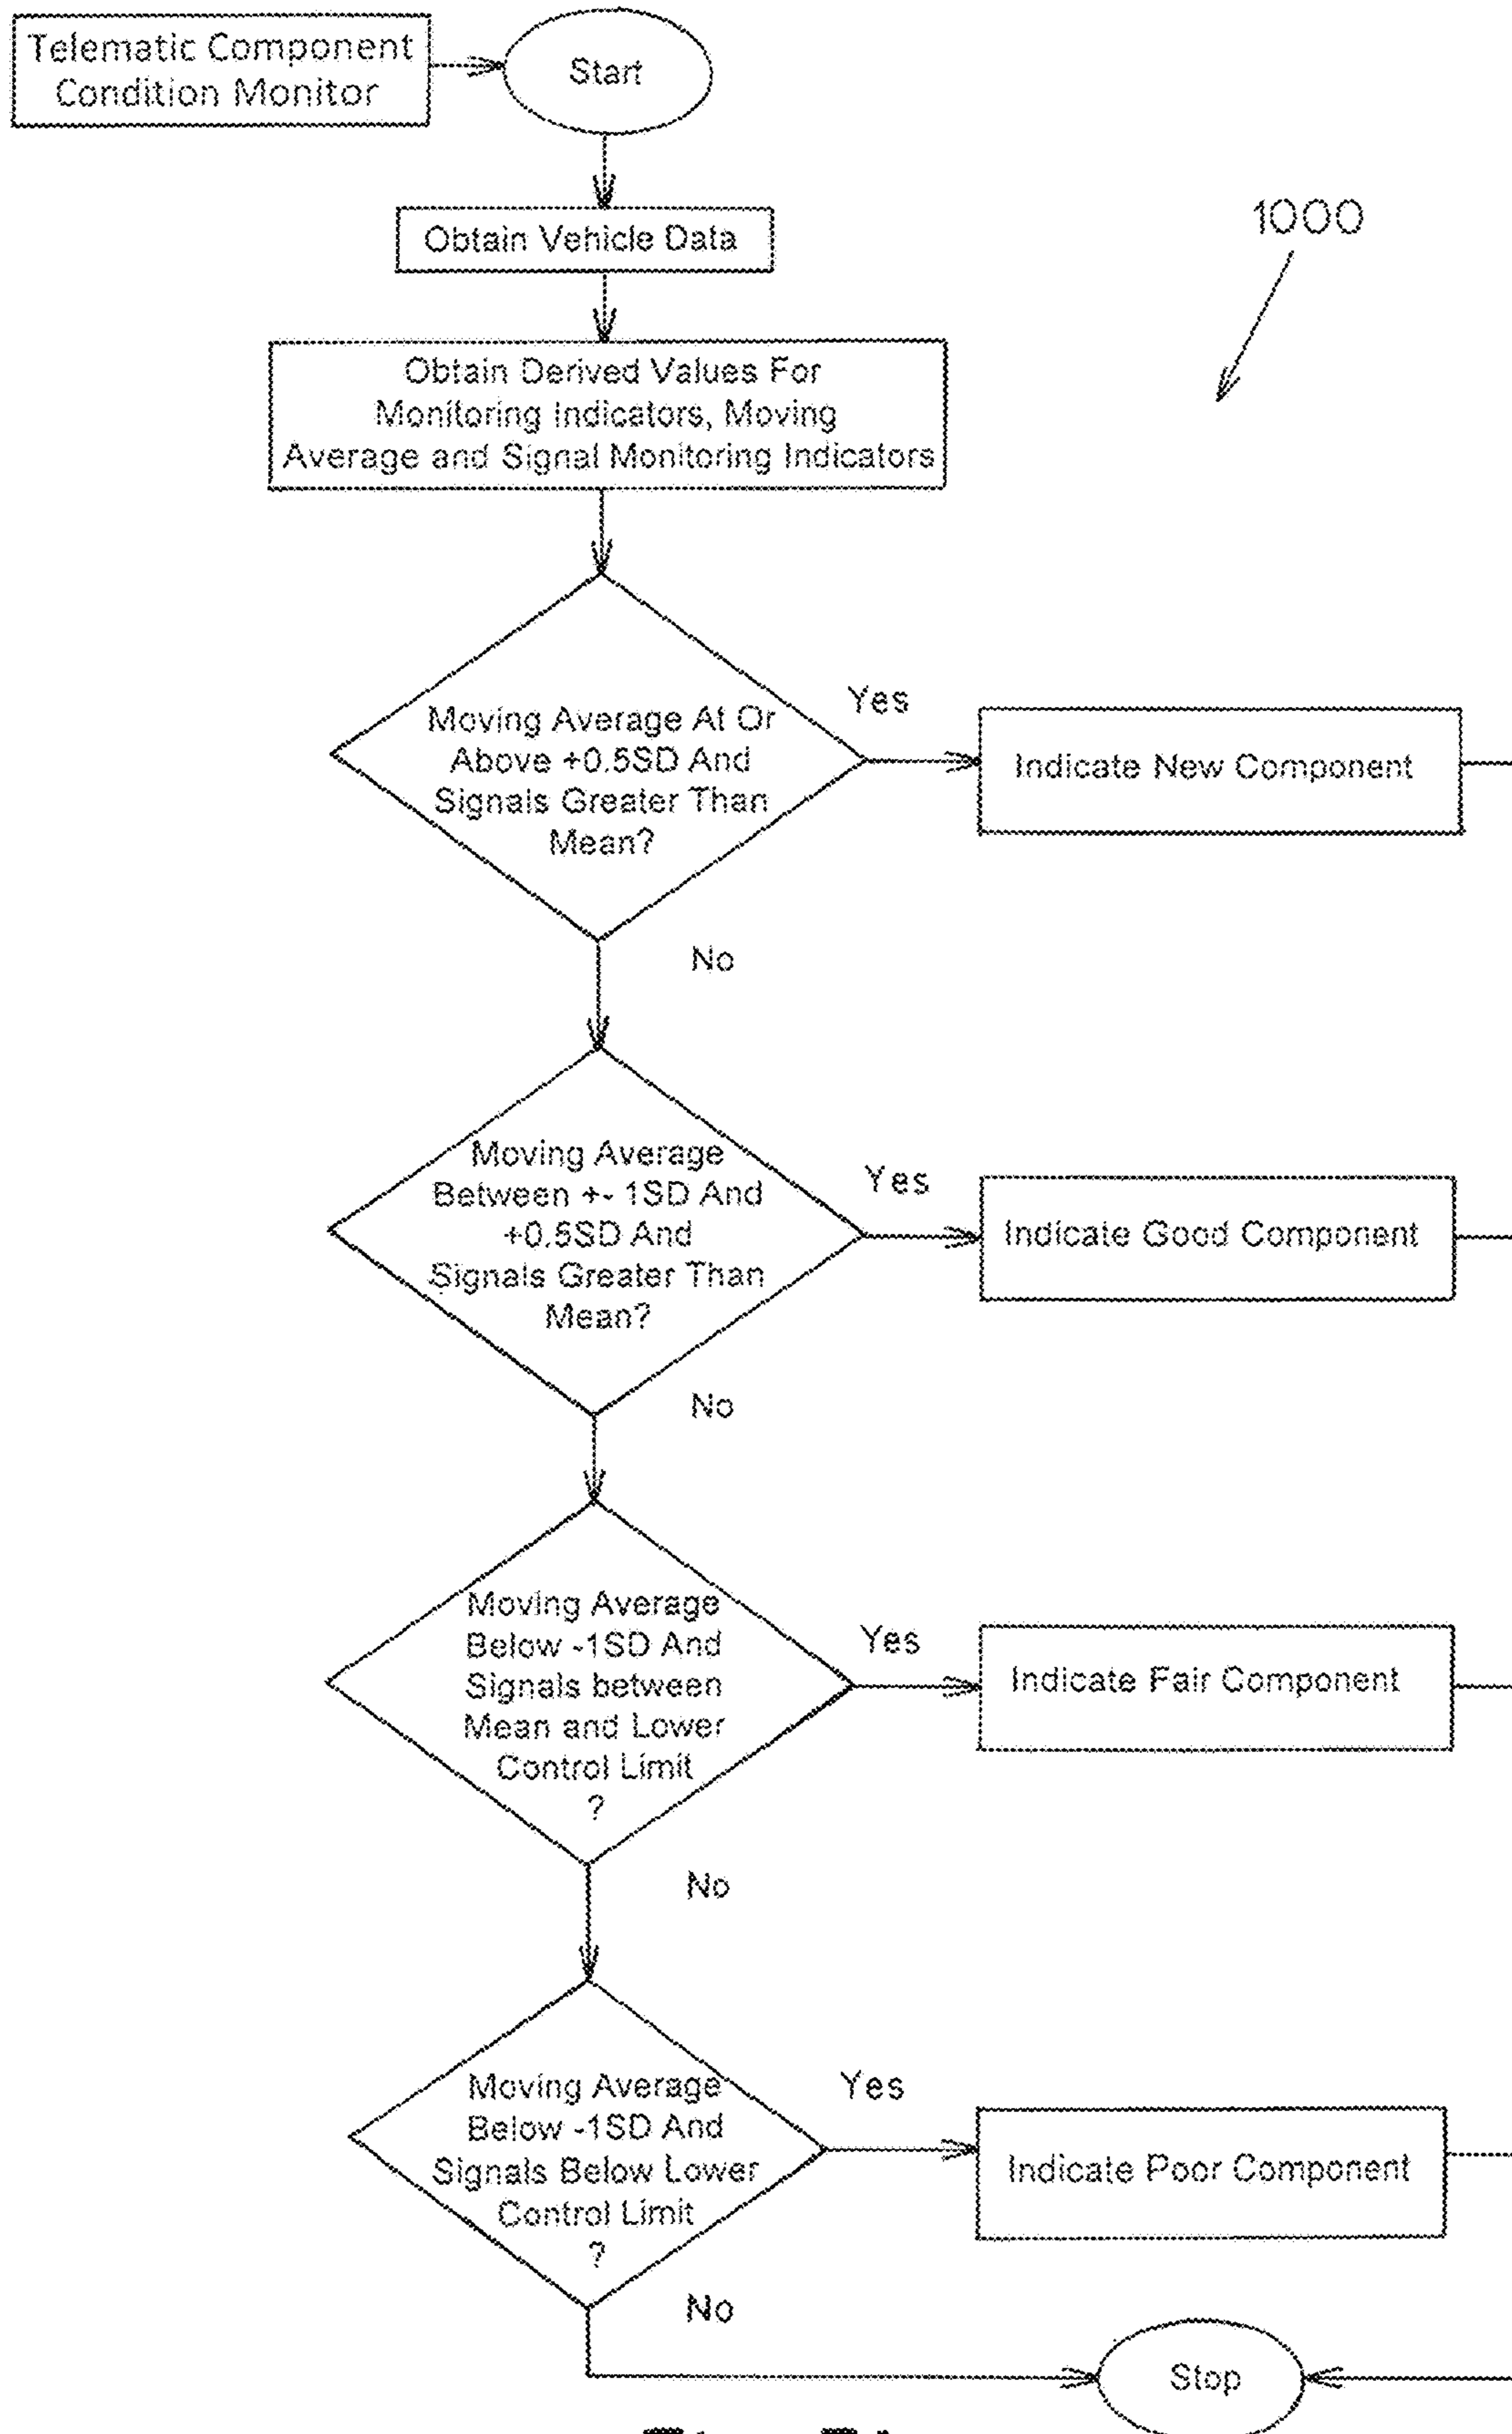 Telematic Component
Condition Monitor
Start
Obtain Vehicle Data
1000
Obtain Derived Values For
Monitoring Indicators, Moving
Average and Signal Monitoring Indicators
Moving Average At Or
Above +0.5SD And
Signals Greater Than
Mean?
Yes
Indicate New Component
No
Moving Average
Between +- 1SD And
+0.5SD And
Signals Greater Than
Mean?
Yes
Indicate Good Component
No
Moving Average
Below -1SD And
Signals between
Mean and Lower
Control Limit
?
Yes
Indicate Fair Component
No
Moving Average
Below -1SD And
Signals Below Lower
Control Limit
?
Yes
Indicate Poor Component
No
Stop